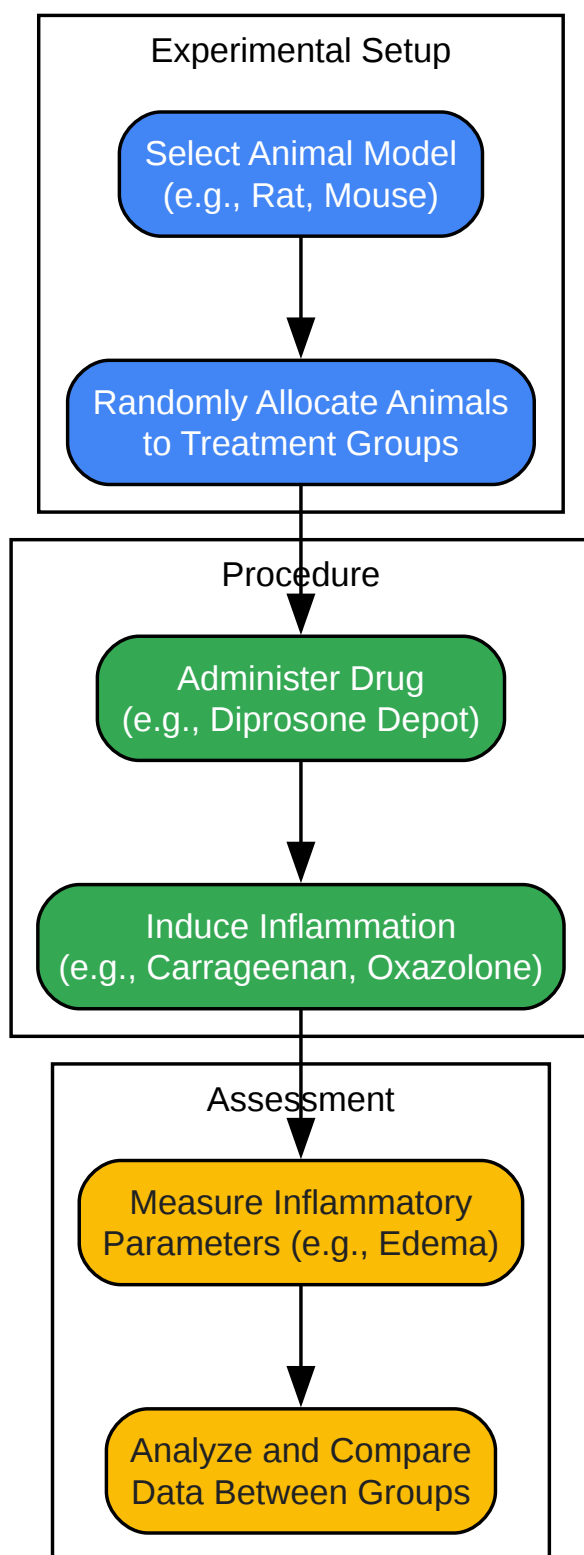 Experimental Setup
Select Animal Model
(e.g., Rat, Mouse)
Randomly Allocate Animals
to Treatment Groups
Procedure
Administer Drug
(e.g., Diprosone Depot)
Induce Inflammation
(e.g., Carrageenan, Oxazolone)
Assessment
Measure Inflammatory
Parameters (e.g., Edema)
Analyze and Compare
Data Between Groups